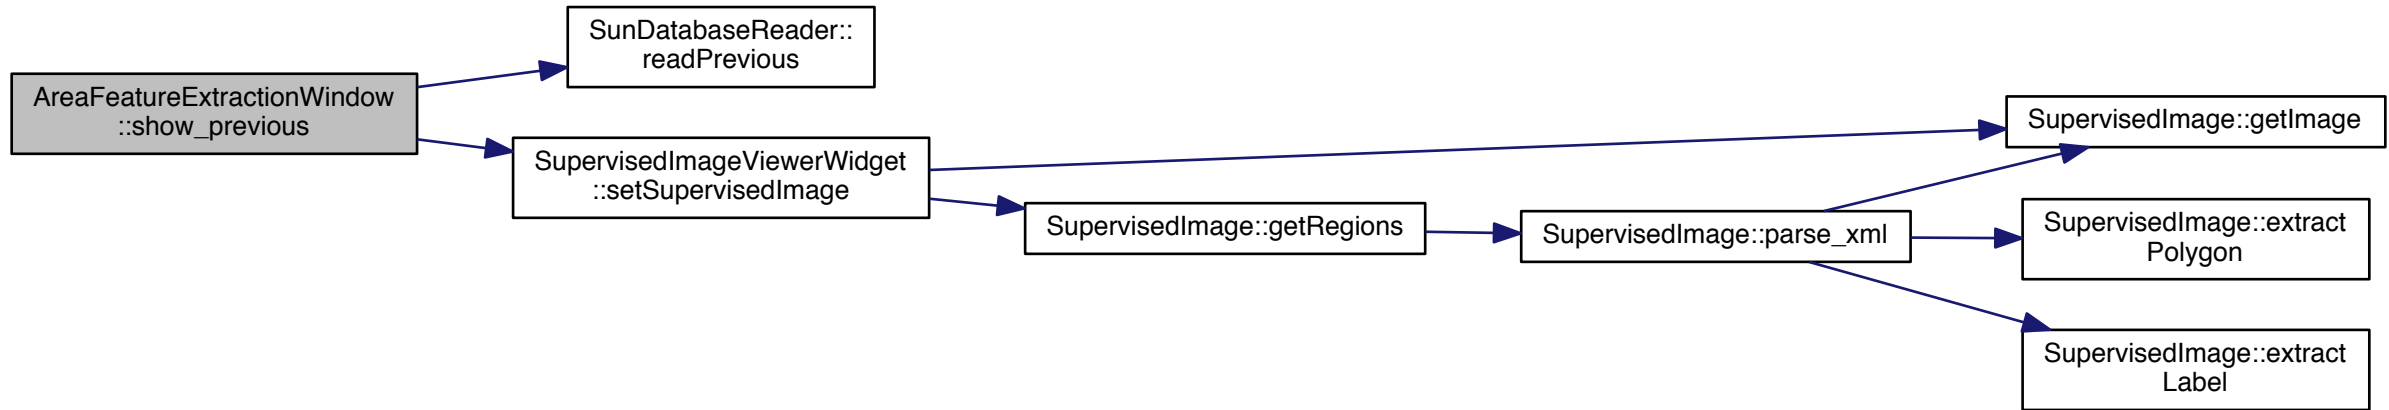 AreaFeatureExtractionWindow
::show_previous
SunDatabaseReader::
readPrevious
SupervisedImageViewerWidget
::setSupervisedImage
SupervisedImage::getRegions
SupervisedImage::parse_xml
SupervisedImage::getImage
SupervisedImage::extract
Polygon
SupervisedImage::extract
Label